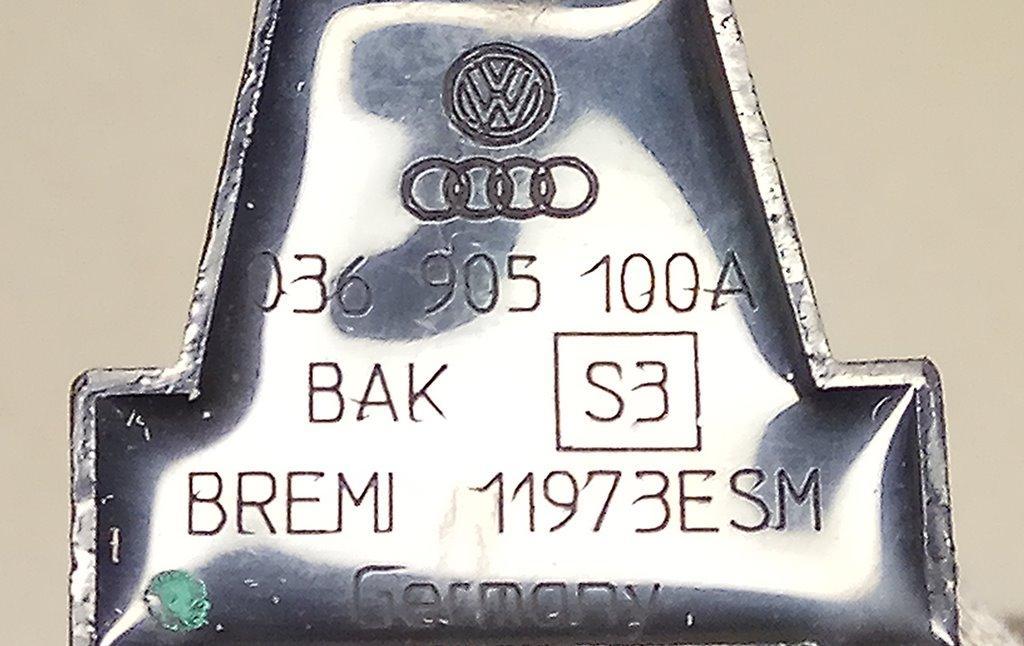 036 905 100A
BAK S3
BREMI 11973ESM
Germany